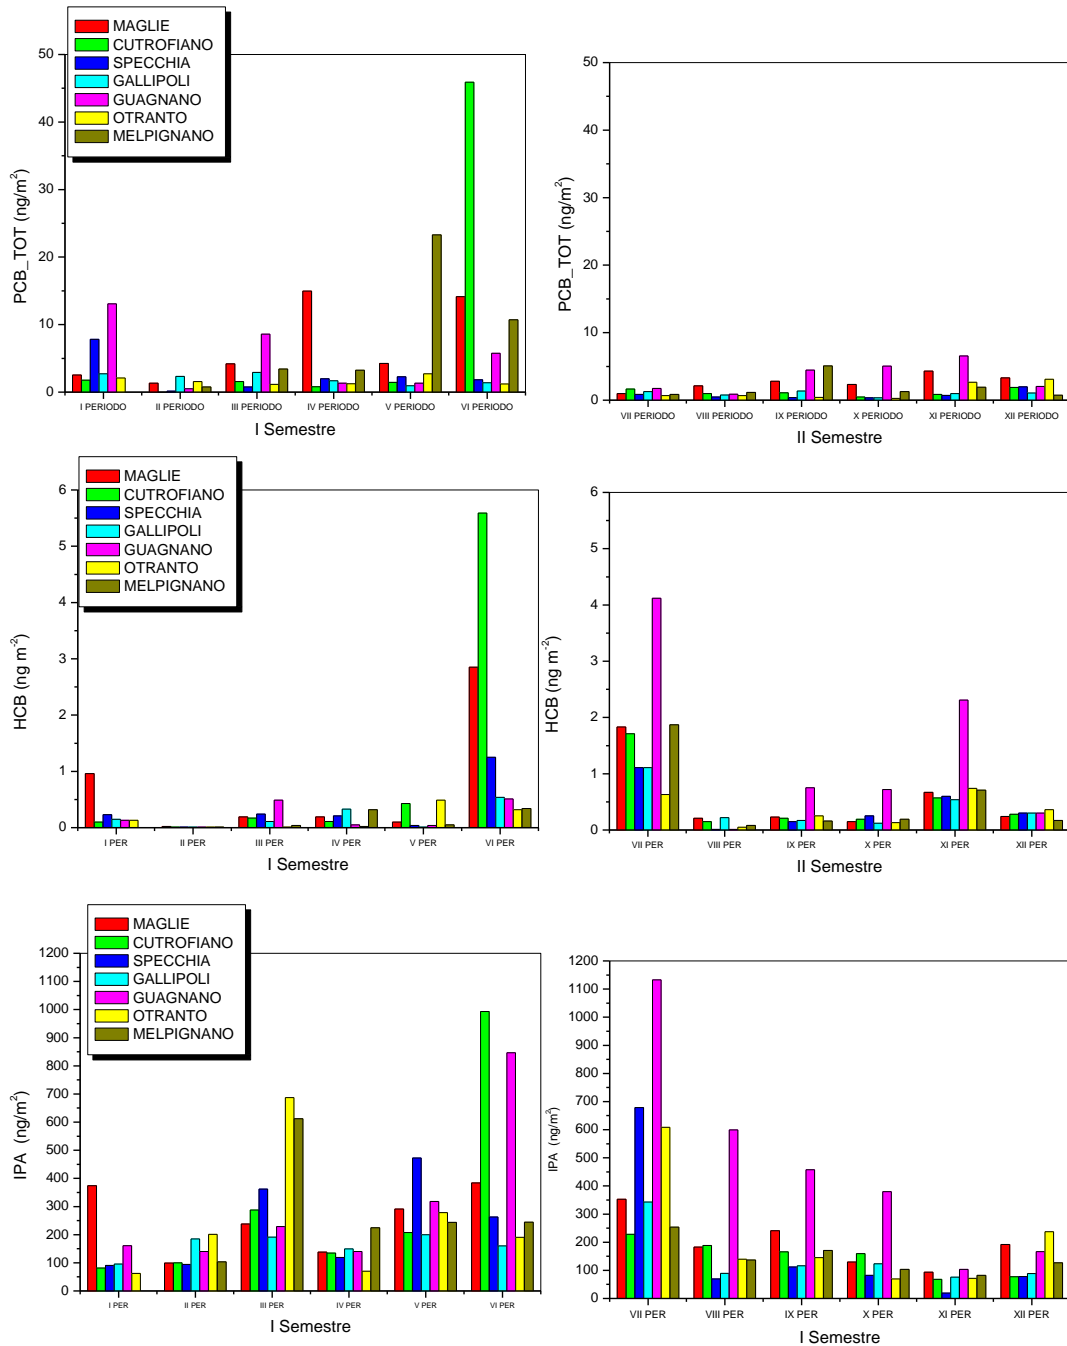 MAGLIE
CUTROFIANO
SPECCHIA
GALLIPOLI
GUAGNANO
OTRANTO
MELPIGNANO
50
40
30
20
10
0
PCB_TOT (ng/m²)
I PERIODO II PERIODO III PERIODO IV PERIODO V PERIODO VI PERIODO
I Semestre
50
40
30
20
10
0
PCB_TOT (ng/m²)
VII PERIODO VIII PERIODO IX PERIODO X PERIODO XI PERIODO XII PERIODO
II Semestre
MAGLIE
CUTROFIANO
SPECCHIA
GALLIPOLI
GUAGNANO
OTRANTO
MELPIGNANO
6
5
4
3
2
1
0
HCB (ng m⁻²)
I PER II PER III PER IV PER V PER VI PER
I Semestre
6
5
4
3
2
1
0
HCB (ng m⁻²)
VII PER VIII PER IX PER X PER XI PER XII PER
II Semestre
MAGLIE
CUTROFIANO
SPECCHIA
GALLIPOLI
GUAGNANO
OTRANTO
MELPIGNANO
1200
1100
1000
900
800
700
600
500
400
300
200
100
0
IPA (ng/m²)
I PER II PER III PER IV PER V PER VI PER
I Semestre
1200
1100
1000
900
800
700
600
500
400
300
200
100
0
IPA (ng/m²)
VII PER VIII PER IX PER X PER XI PER XII PER
I Semestre